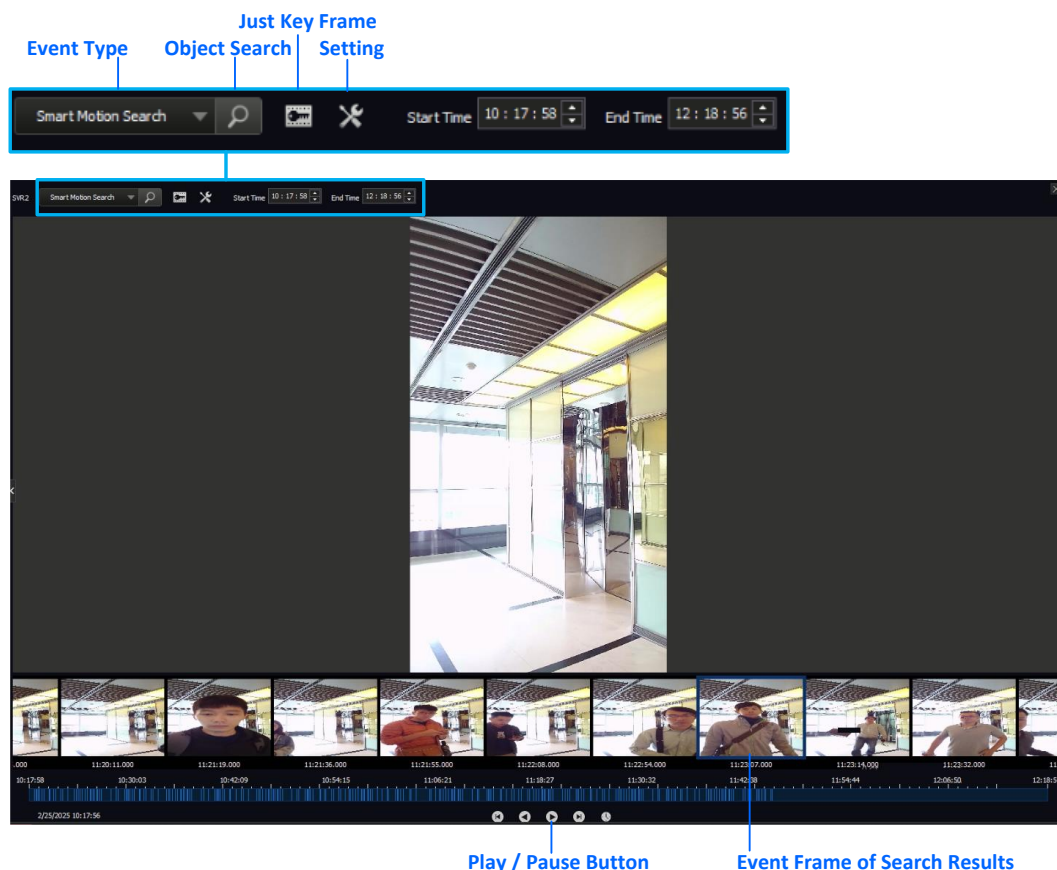 Just Key Frame
Event Type Object Search Setting
Smart Motion Search Start Time 10 : 17 : 58 End Time 12 : 18 : 56
SVR2 Smart Motion Search Start Time 10 : 17 : 58 End Time 12 : 18 : 56
.000 11:20:11.000 11:21:19.000 11:21:36.000 11:21:55.000 11:22:08.000 11:22:54.000 11:23:07.000 11:23:14.000 11:23:32.000 11
10:17:58 10:30:03 10:42:09 10:54:15 11:06:21 11:18:27 11:30:32 11:42:38 11:54:44 12:06:50 12:18:5
2/25/2025 10:17:56
Play / Pause Button Event Frame of Search Results